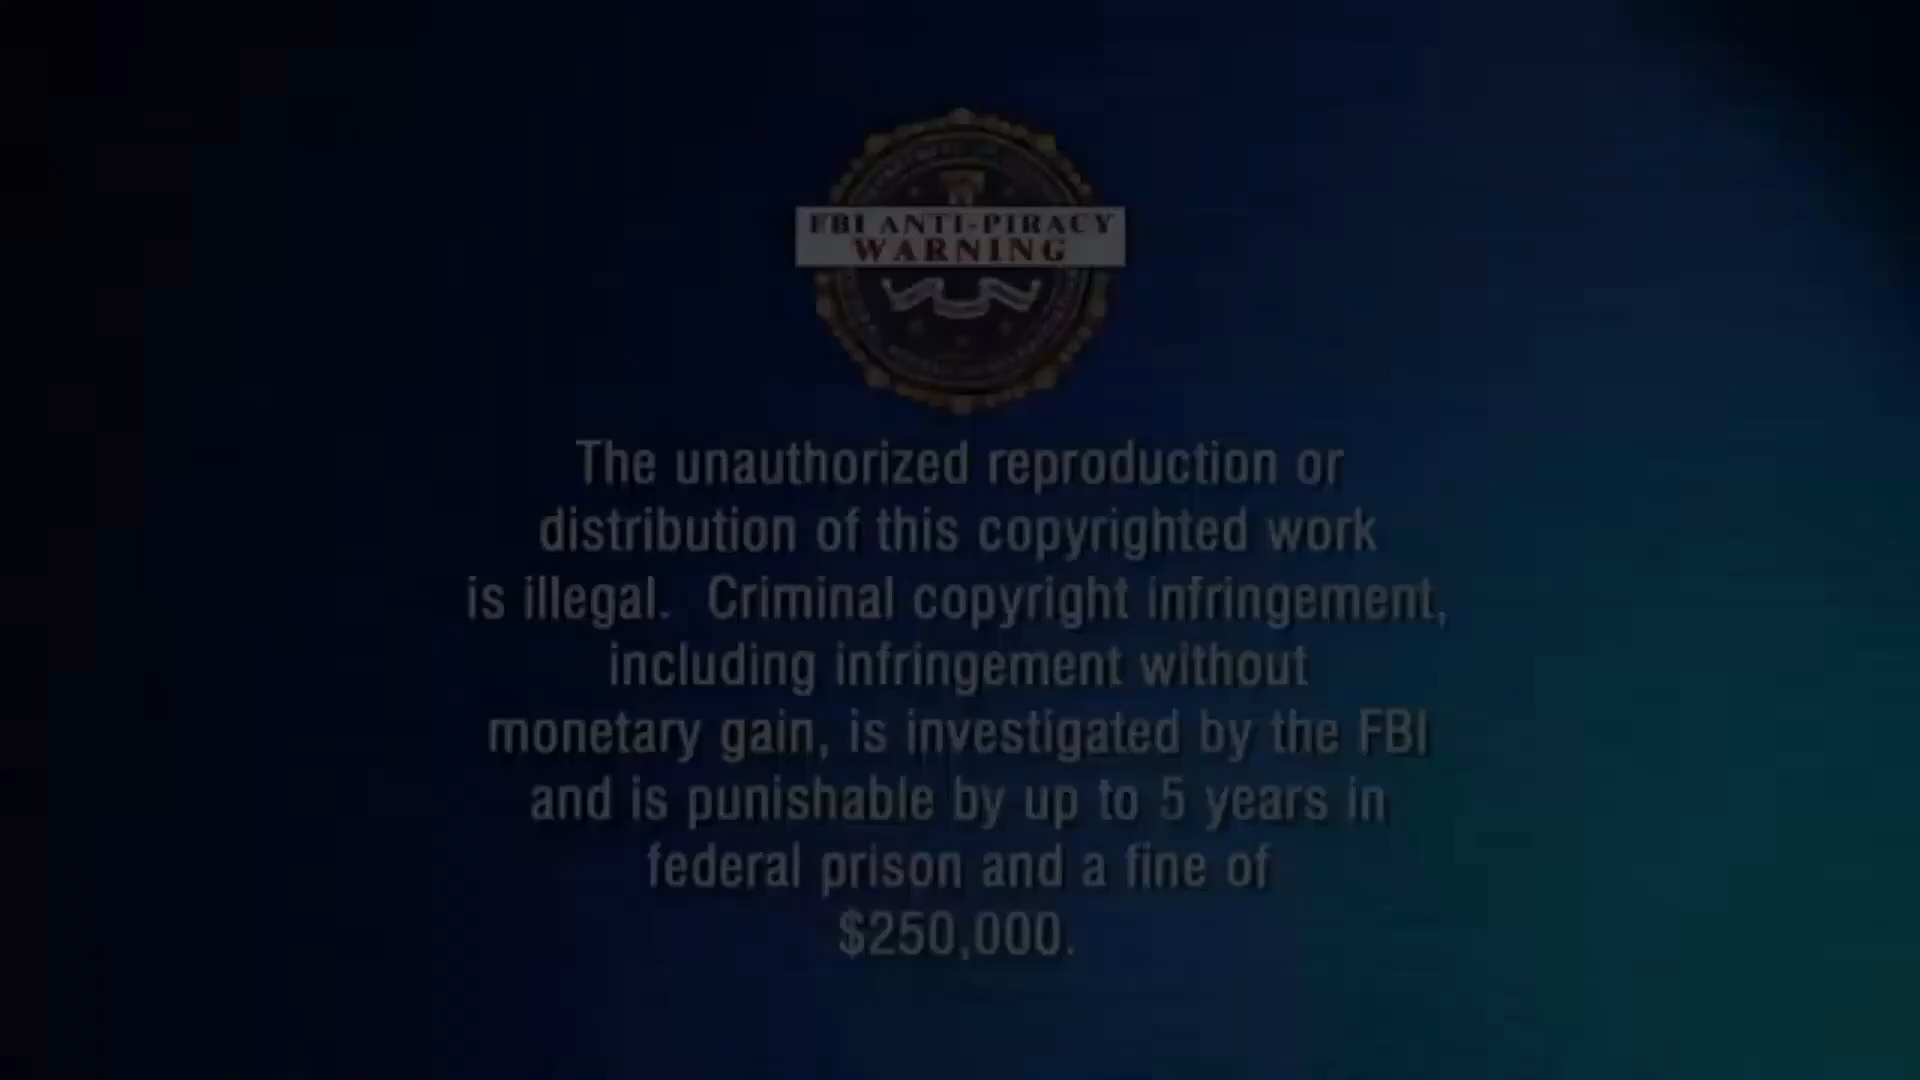 FBI ANTI-PIRACY
WARNING
The unauthorized reproduction or
distribution of this copyrighted work
is illegal.  Criminal copyright infringement,
including infringement without
monetary gain, is investigated by the FBI
and is punishable by up to 5 years in
federal prison and a fine of
$250,000.